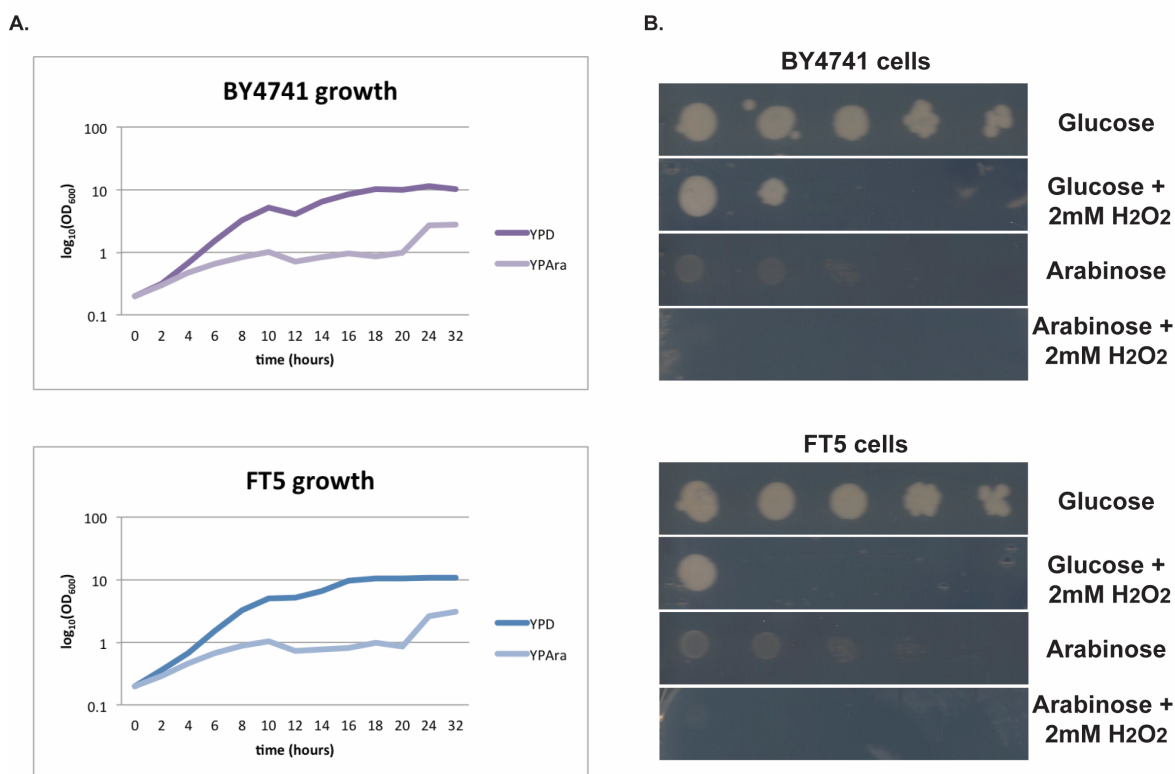 A.
BY4741 growth
100
10
1
0.1
log10(OD600)
0 2 4 6 8 10 12 14 16 18 20 24 32
time (hours)
YPD
YPAra
FT5 growth
100
10
1
0.1
log10(OD600)
0 2 4 6 8 10 12 14 16 18 20 24 32
time (hours)
YPD
YPAra
B.
BY4741 cells
Glucose
Glucose +
2mM H2O2
Arabinose
Arabinose +
2mM H2O2
FT5 cells
Glucose
Glucose +
2mM H2O2
Arabinose
Arabinose +
2mM H2O2